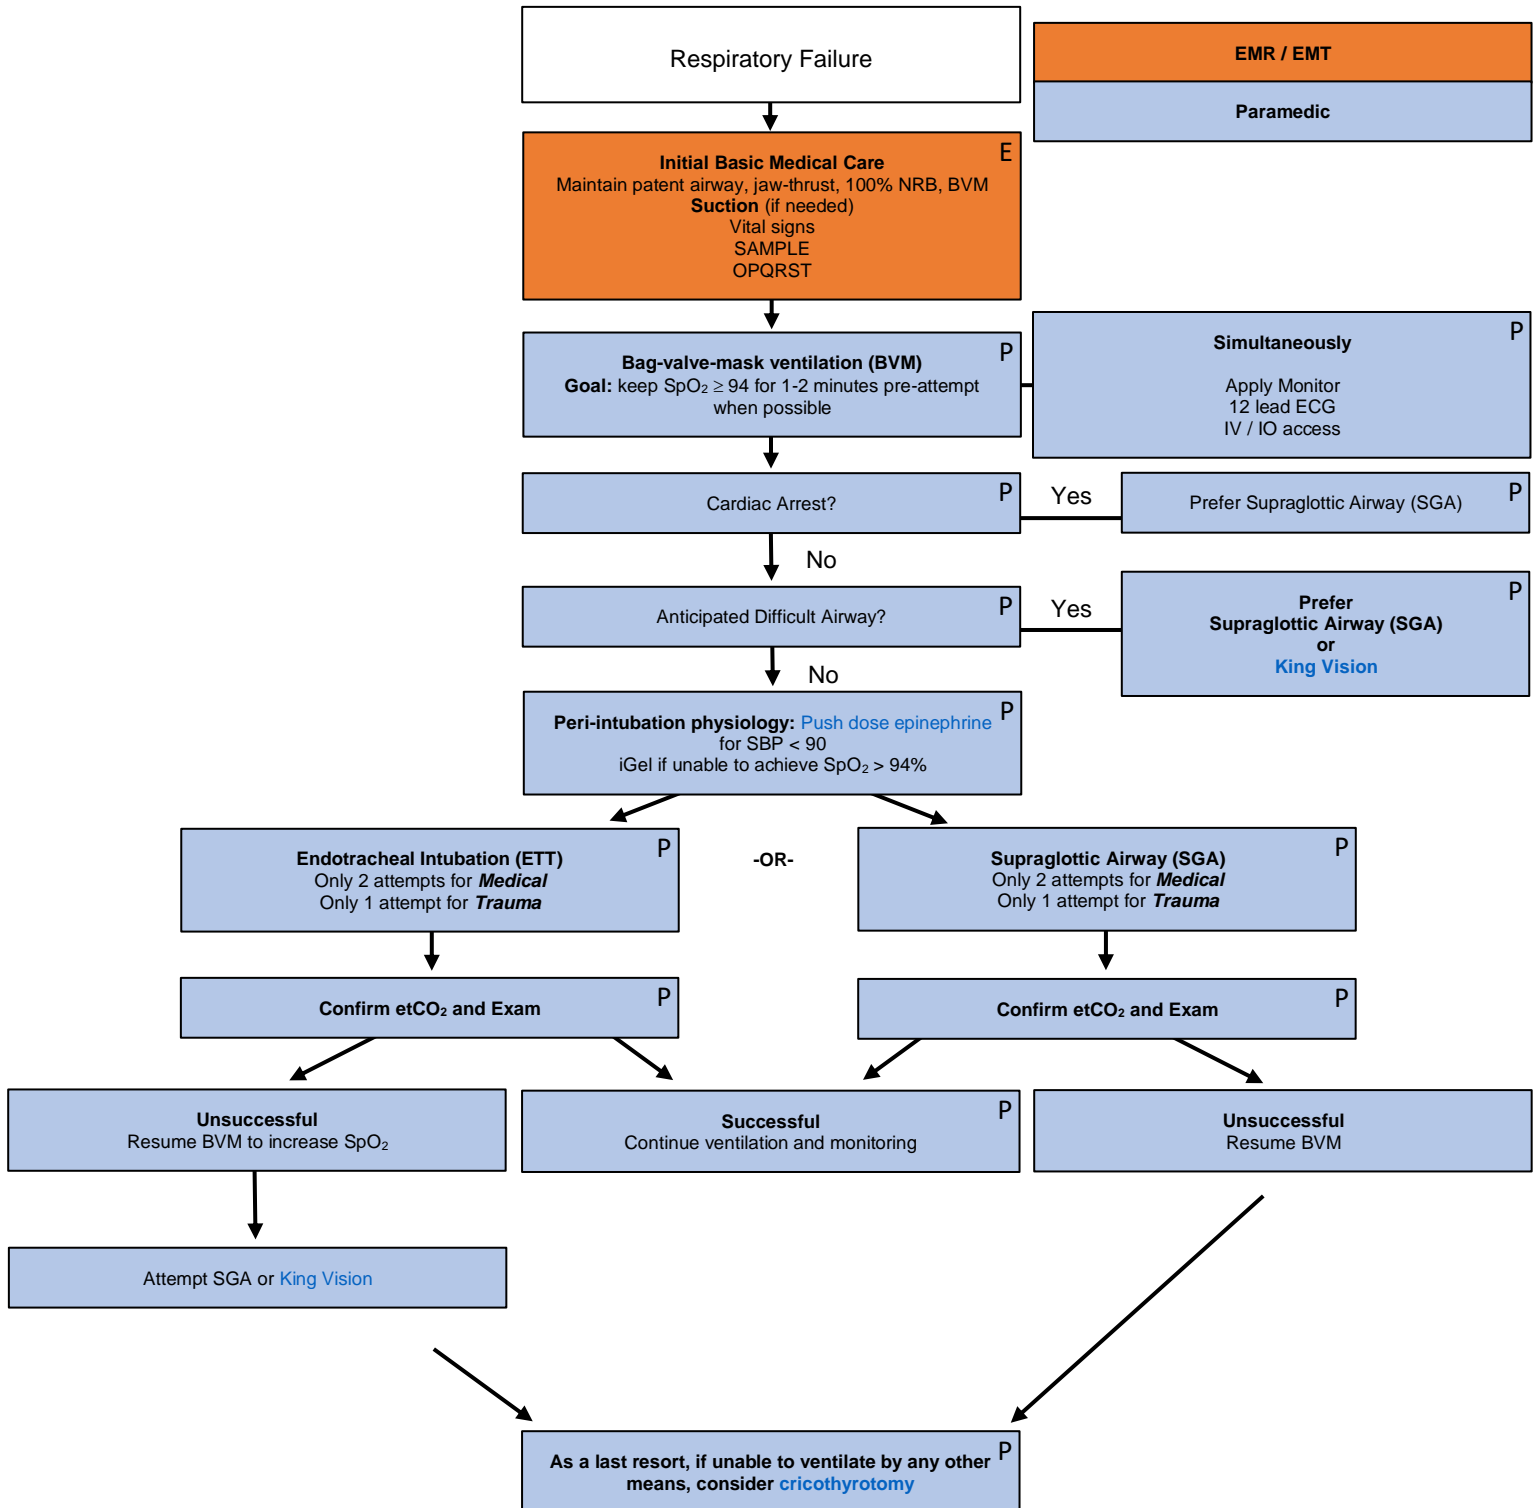 Respiratory Failure
EMR / EMT
Paramedic
Initial Basic Medical Care
E
Maintain patent airway, jaw-thrust, 100% NRB, BVM
Suction (if needed)
Vital signs
SAMPLE
OPQRST
Bag-valve-mask ventilation (BVM)
P
Goal: keep SpO₂ ≥ 94 for 1-2 minutes pre-attempt
when possible
Simultaneously
P
Apply Monitor
12 lead ECG
IV / IO access
Cardiac Arrest?
P
Yes
Prefer Supraglottic Airway (SGA)
P
No
Anticipated Difficult Airway?
P
Yes
Prefer
P
Supraglottic Airway (SGA)
or
King Vision
No
Peri-intubation physiology: Push dose epinephrine
P
for SBP < 90
iGel if unable to achieve SpO₂ > 94%
Endotracheal Intubation (ETT)
P
Only 2 attempts for Medical
Only 1 attempt for Trauma
-OR-
Supraglottic Airway (SGA)
P
Only 2 attempts for Medical
Only 1 attempt for Trauma
Confirm etCO₂ and Exam
P
Confirm etCO₂ and Exam
P
Unsuccessful
Resume BVM to increase SpO₂
Successful
P
Continue ventilation and monitoring
Unsuccessful
Resume BVM
Attempt SGA or King Vision
As a last resort, if unable to ventilate by any other
P
means, consider cricothyrotomy